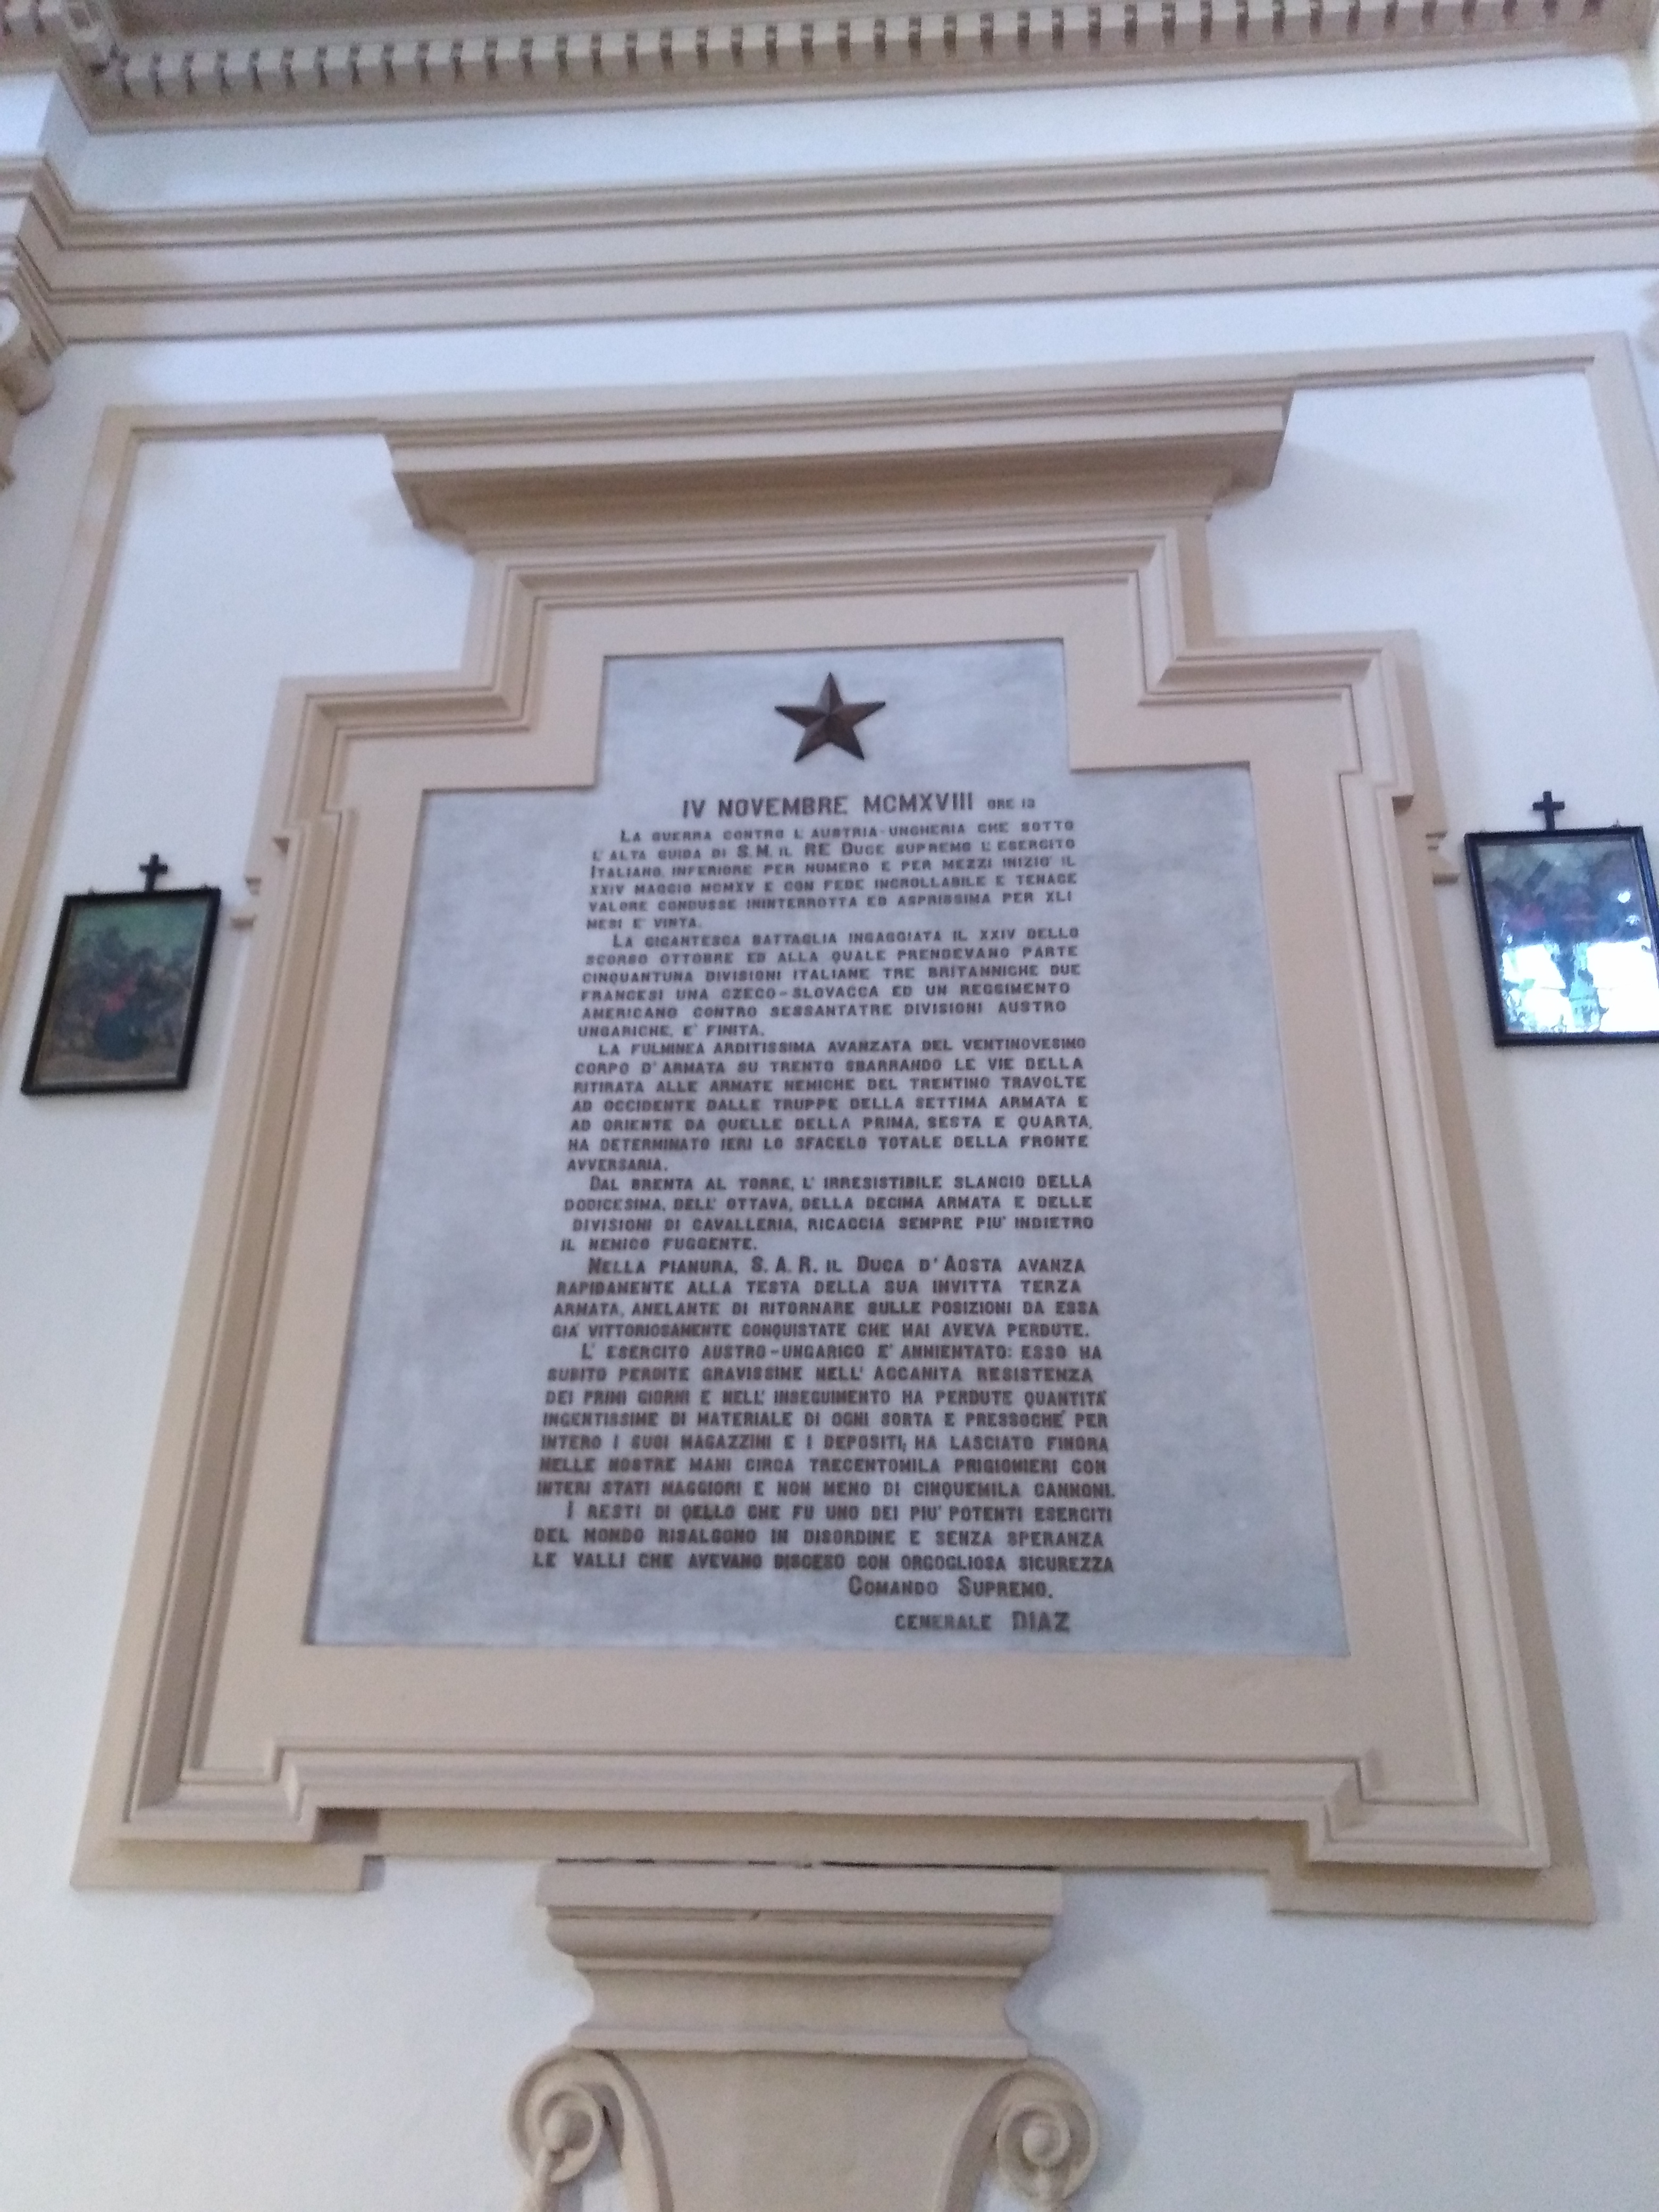 IV NOVEMBRE MCMXVIII ORE 13
LA GUERRA CONTRO L'AUSTRIA-UNGHERIA CHE SOTTO
L'ALTA GUIDA DI S.M. IL RE DUCE SUPREMO L'ESERCITO
ITALIANO, INFERIORE PER NUMERO E PER MEZZI INIZIO' IL
XXIV MAGGIO MCMXV E CON FEDE INCROLLABILE E TENACE
VALORE CONDUSSE ININTERROTTA ED ASPRISSIMA PER XLI
MESI E' VINTA.
LA GIGANTESCA BATTAGLIA INGAGGIATA IL XXIV DELLO
SCORSO OTTOBRE ED ALLA QUALE PRENDEVANO PARTE
CINQUANTUNA DIVISIONI ITALIANE TRE BRITANNICHE DUE
FRANCESI UNA CZECO-SLOVACCA ED UN REGGIMENTO
AMERICANO CONTRO SESSANTATRE DIVISIONI AUSTRO
UNGARICHE, E' FINITA.
LA FULMINEA ARDITISSIMA AVANZATA DEL VENTINOVESIMO
CORPO D'ARMATA SU TRENTO SBARRANDO LE VIE DELLA
RITIRATA ALLE ARMATE NEMICHE DEL TRENTINO TRAVOLTE
AD OCCIDENTE DALLE TRUPPE DELLA SETTIMA ARMATA E
AD ORIENTE DA QUELLE DELLA PRIMA, SESTA E QUARTA,
HA DETERMINATO IERI LO SFACELO TOTALE DELLA FRONTE
AVVERSARIA.
DAL BRENTA AL TORRE, L'IRRESISTIBILE SLANCIO DELLA
DODICESIMA, DELL'OTTAVA, DELLA DECIMA ARMATA E DELLE
DIVISIONI DI CAVALLERIA, RICACCIA SEMPRE PIU' INDIETRO
IL NEMICO FUGGENTE.
NELLA PIANURA, S.A.R. IL DUCA D'AOSTA AVANZA
RAPIDAMENTE ALLA TESTA DELLA SUA INVITTA TERZA
ARMATA, ANELANTE DI RITORNARE SULLE POSIZIONI DA ESSA
GIA' VITTORIOSAMENTE CONQUISTATE CHE MAI AVEVA PERDUTE.
L'ESERCITO AUSTRO-UNGARICO E' ANNIENTATO: ESSO HA
SUBITO PERDITE GRAVISSIME NELL'ACCANITA RESISTENZA
DEI PRIMI GIORNI E NELL'INSEGUIMENTO HA PERDUTE QUANTITA'
INGENTISSIME DI MATERIALE DI OGNI SORTA E PRESSOCHE' PER
INTERO I SUOI MAGAZZINI E I DEPOSITI; HA LASCIATO FINORA
NELLE NOSTRE MANI CIRCA TRECENTOMILA PRIGIONIERI CON
INTERI STATI MAGGIORI E NON MENO DI CINQUEMILA CANNONI.
I RESTI DI QELLO CHE FU UNO DEI PIU' POTENTI ESERCITI
DEL MONDO RISALGONO IN DISORDINE E SENZA SPERANZA
LE VALLI CHE AVEVANO DISCESO CON ORGOGLIOSA SICUREZZA
COMANDO SUPREMO.
GENERALE DIAZ